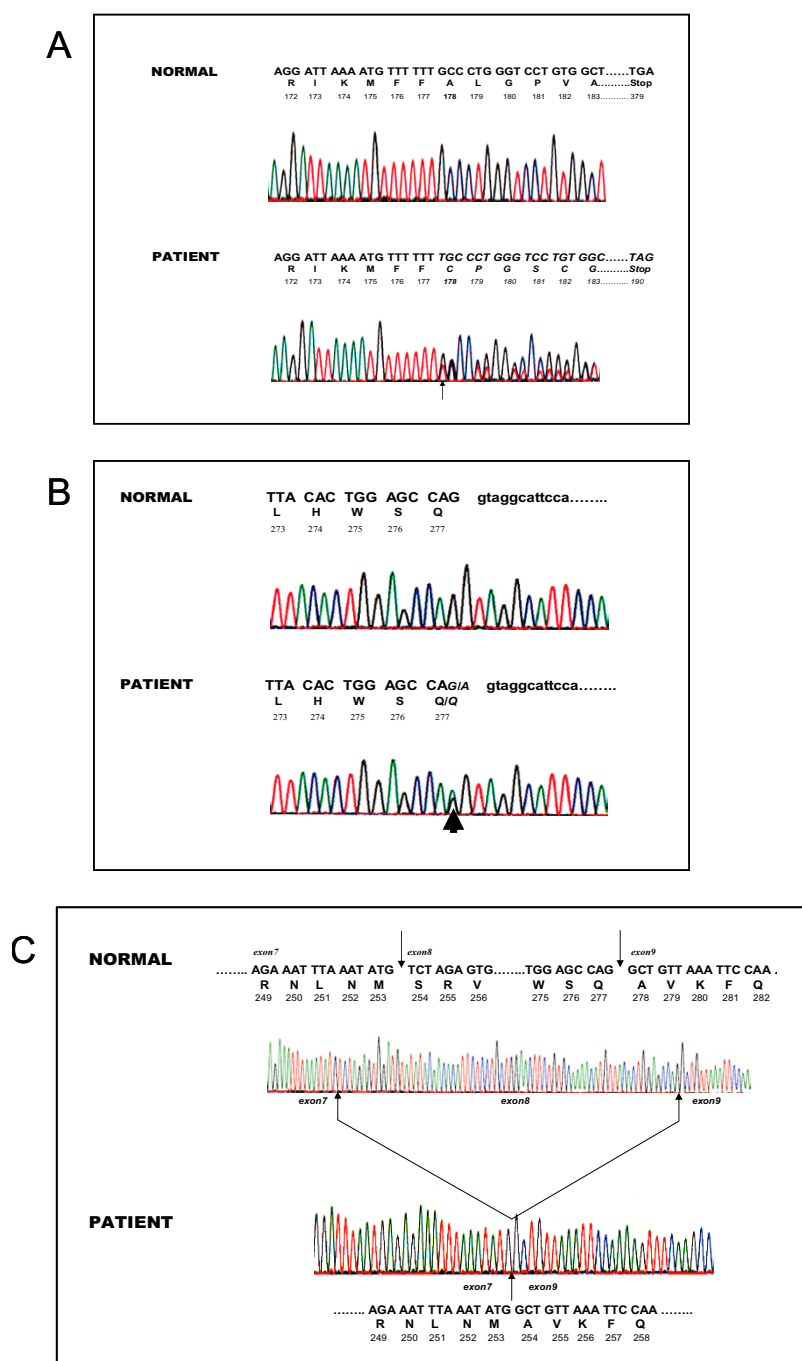 A
NORMAL AGG ATT AAA ATG TTT TTT GCC CTG GGT CCT GTG GCT......TGA
R I K M F F A L G P V A..........Stop
172 173 174 175 176 177 178 179 180 181 182 183........... 379
PATIENT AGG ATT AAA ATG TTT TTT TGC CCT GGG TCC TGT GGC......TAG
R I K M F F C P G S C G..........Stop
172 173 174 175 176 177 178 179 180 181 182 183........... 190
B
NORMAL TTA CAC TGG AGC CAG gtaggcattcca........
L H W S Q
273 274 275 276 277
PATIENT TTA CAC TGG AGC CAG/A gtaggcattcca........
L H W S Q/Q
273 274 275 276 277
C
NORMAL
exon7 exon8 exon9
........ AGA AAT TTA AAT ATG TCT AGA GTG........TGG AGC CAG GCT GTT AAA TTC CAA .
R N L N M S R V W S Q A V K F Q
249 250 251 252 253 254 255 256 275 276 277 278 279 280 281 282
exon7 exon8 exon9
PATIENT
exon7 exon9
........ AGA AAT TTA AAT ATG GCT GTT AAA TTC CAA ........
R N L N M A V K F Q
249 250 251 252 253 254 255 256 257 258